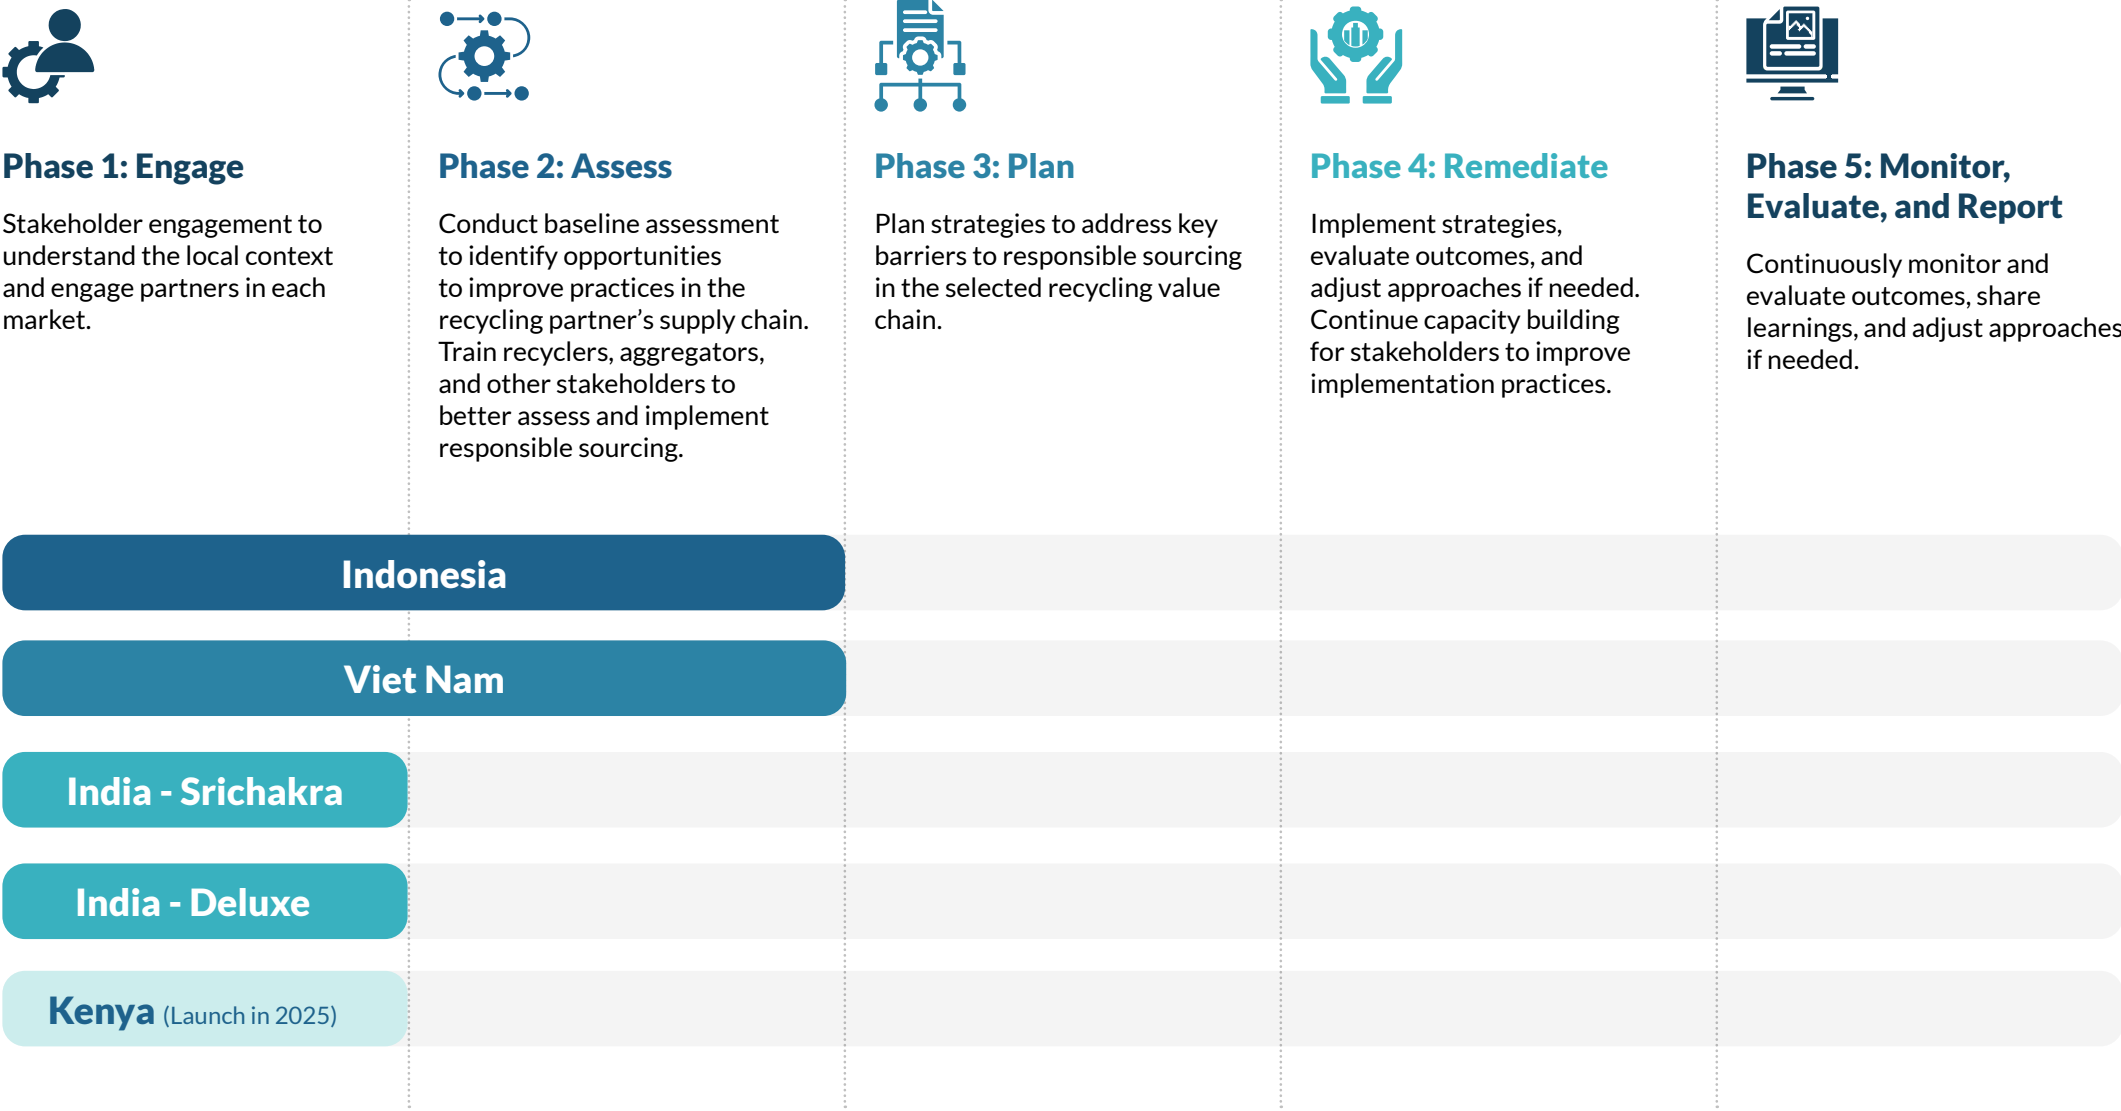 Phase 1: Engage
Stakeholder engagement to
understand the local context
and engage partners in each
market.
Phase 2: Assess
Conduct baseline assessment
to identify opportunities
to improve practices in the
recycling partner’s supply chain.
Train recyclers, aggregators,
and other stakeholders to
better assess and implement
responsible sourcing.
Phase 3: Plan
Plan strategies to address key
barriers to responsible sourcing
in the selected recycling value
chain.
Phase 4: Remediate
Implement strategies,
evaluate outcomes, and
adjust approaches if needed.
Continue capacity building
for stakeholders to improve
implementation practices.
Phase 5: Monitor,
Evaluate, and Report
Continuously monitor and
evaluate outcomes, share
learnings, and adjust approaches
if needed.
Indonesia
Viet Nam
India - Srichakra
India - Deluxe
Kenya (Launch in 2025)